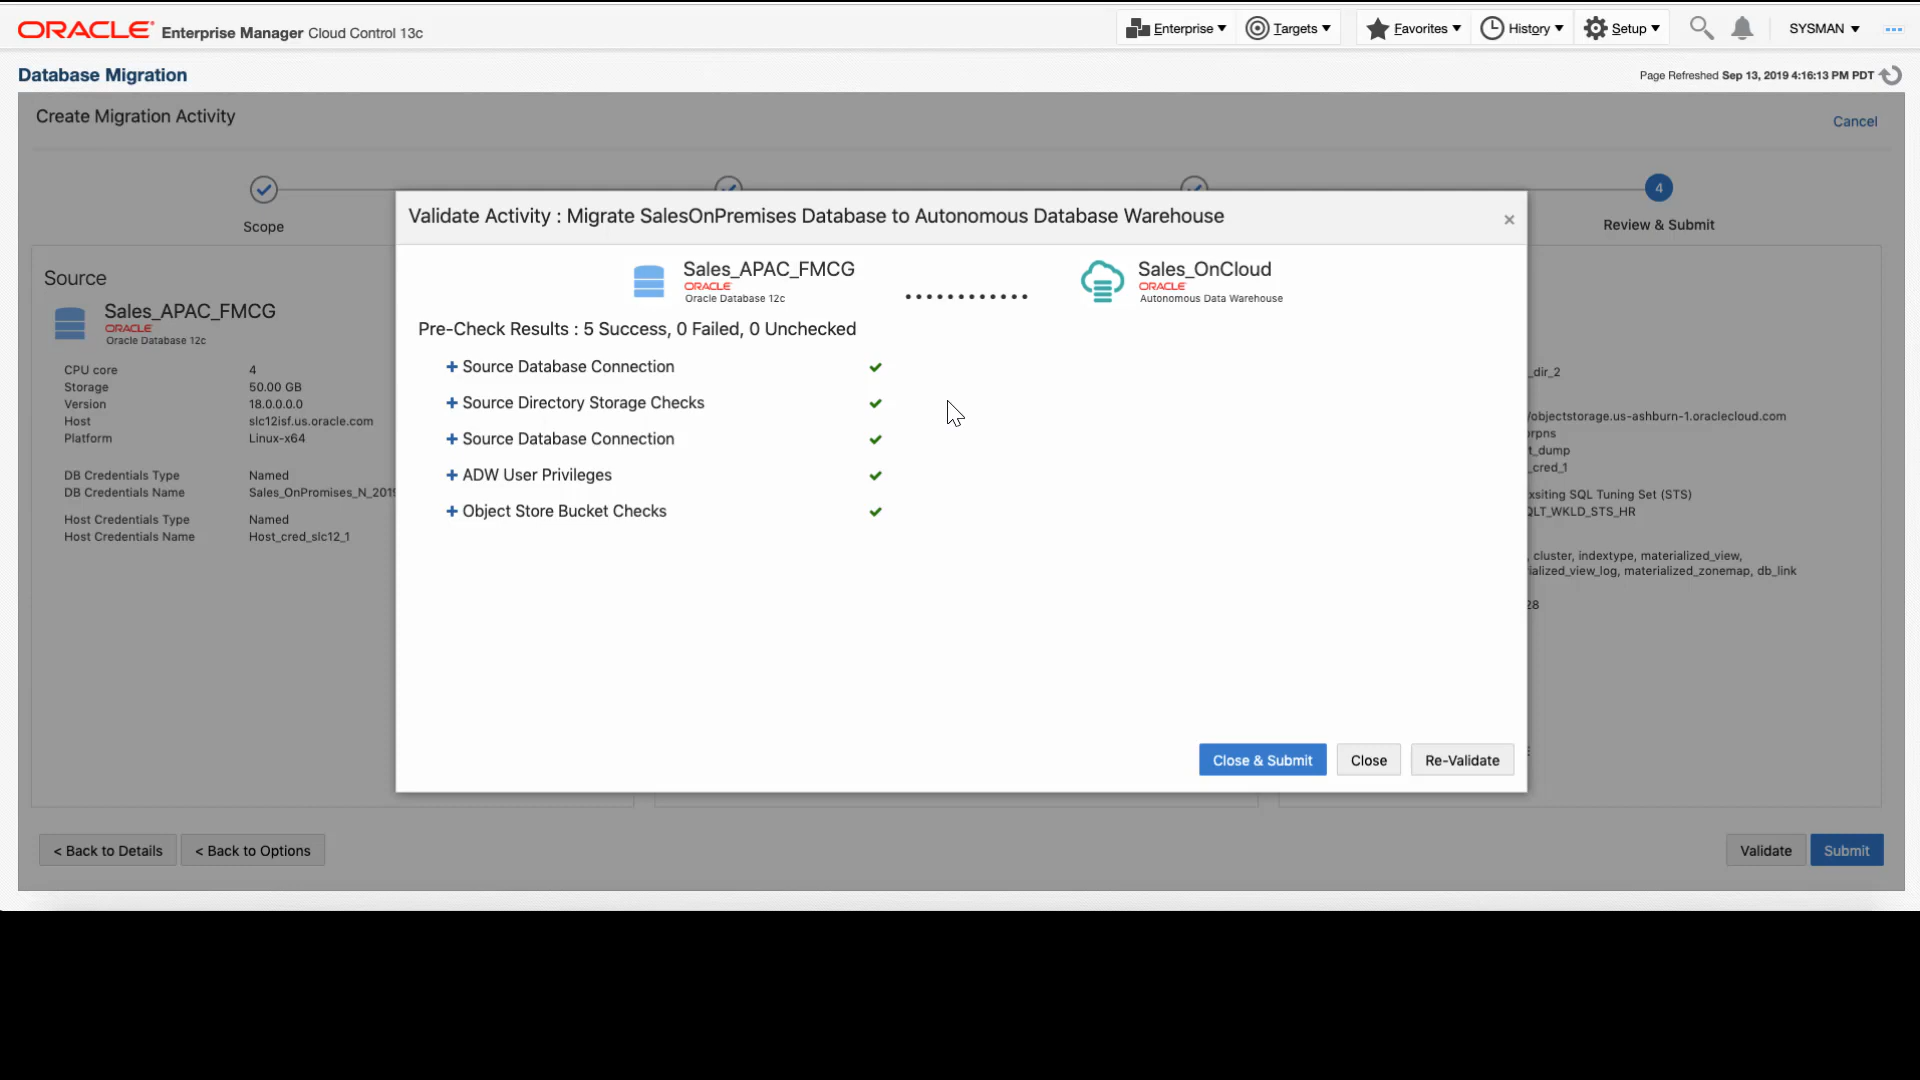 ORACLE Enterprise Manager Cloud Control 13c
Enterprise Targets Favorites History Setup SYSMAN
Database Migration
Page Refreshed Sep 13, 2019 4:16:13 PM PDT
Create Migration Activity
Cancel
Scope
4
Review & Submit
Source
Sales_APAC_FMCG
ORACLE
Oracle Database 12c
CPU core 4
Storage 50.00 GB
Version 18.0.0.0.0
Host slc12isf.us.oracle.com
Platform Linux-x64
DB Credentials Type Named
DB Credentials Name Sales_OnPromises_N_201
Host Credentials Type Named
Host Credentials Name Host_cred_slc12_1
Validate Activity : Migrate SalesOnPremises Database to Autonomous Database Warehouse
×
Sales_APAC_FMCG
ORACLE
Oracle Database 12c
Sales_OnCloud
ORACLE
Autonomous Data Warehouse
Pre-Check Results : 5 Success, 0 Failed, 0 Unchecked
+ Source Database Connection
+ Source Directory Storage Checks
+ Source Database Connection
+ ADW User Privileges
+ Object Store Bucket Checks
Close & Submit
Close
Re-Validate
_dir_2
/objectstorage.us-ashburn-1.oraclecloud.com
orpns
t_dump
_cred_1
xsiting SQL Tuning Set (STS)
QLT_WKLD_STS_HR
, cluster, indextype, materialized_view,
ialized_view_log, materialized_zonemap, db_link
28
< Back to Details
< Back to Options
Validate
Submit